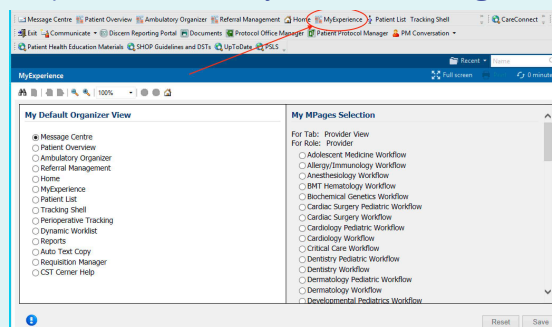 Message Centre Patient Overview Ambulatory Organizer Referral Management Home MyExperience Patient List Tracking Shell CareConnect
Exit Communicate Discern Reporting Portal Documents Protocol Office Manager Patient Protocol Manager PM Conversation
Patient Health Education Materials SHOP Guidelines and DSTs UpToDate PSLS
Recent Name
MyExperience Full screen 0 minute
100%
My Default Organizer View
Message Centre
Patient Overview
Ambulatory Organizer
Referral Management
Home
MyExperience
Patient List
Tracking Shell
Perioperative Tracking
Dynamic Worklist
Reports
Auto Text Copy
Requisition Manager
CST Cerner Help
My MPages Selection
For Tab: Provider View
For Role: Provider
Adolescent Medicine Workflow
Allergy/Immunology Workflow
Anesthesiology Workflow
BMT Hematology Workflow
Biochemical Genetics Workflow
Cardiac Surgery Pediatric Workflow
Cardiac Surgery Workflow
Cardiology Pediatric Workflow
Cardiology Workflow
Critical Care Workflow
Dentistry Pediatric Workflow
Dentistry Workflow
Dermatology Pediatric Workflow
Dermatology Workflow
Developmental Pediatrics Workflow
Reset Save